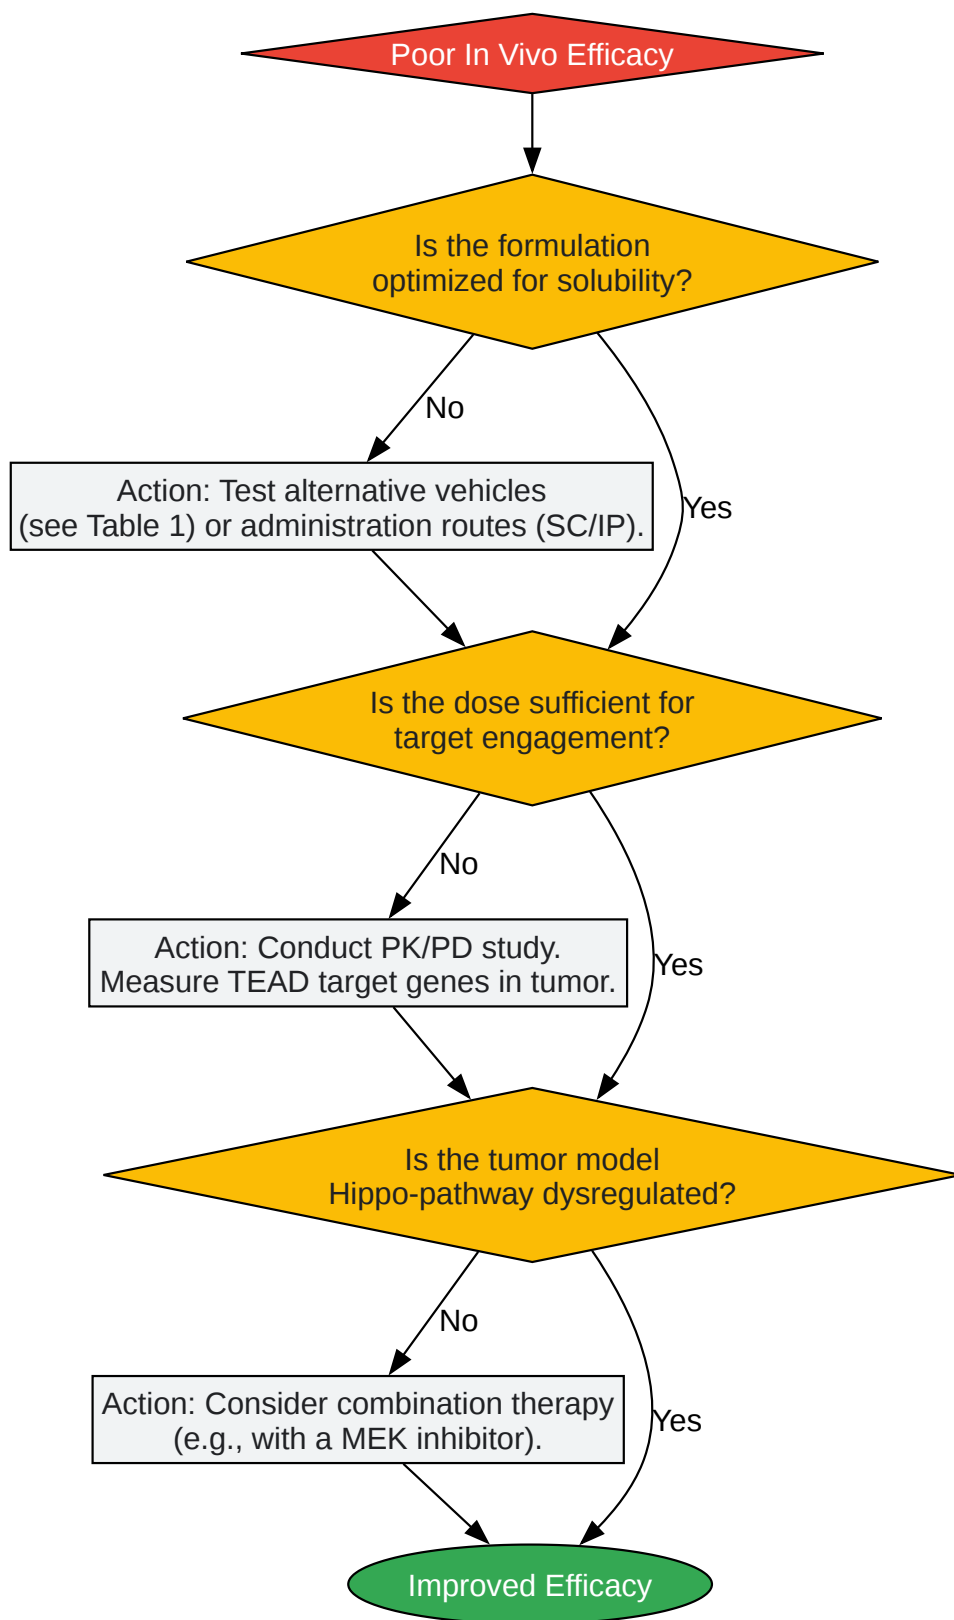 Poor In Vivo Efficacy
Is the formulation
optimized for solubility?
No
Action: Test alternative vehicles
(see Table 1) or administration routes (SC/IP).
Yes
Is the dose sufficient for
target engagement?
No
Action: Conduct PK/PD study.
Measure TEAD target genes in tumor.
Yes
Is the tumor model
Hippo-pathway dysregulated?
No
Action: Consider combination therapy
(e.g., with a MEK inhibitor).
Yes
Improved Efficacy